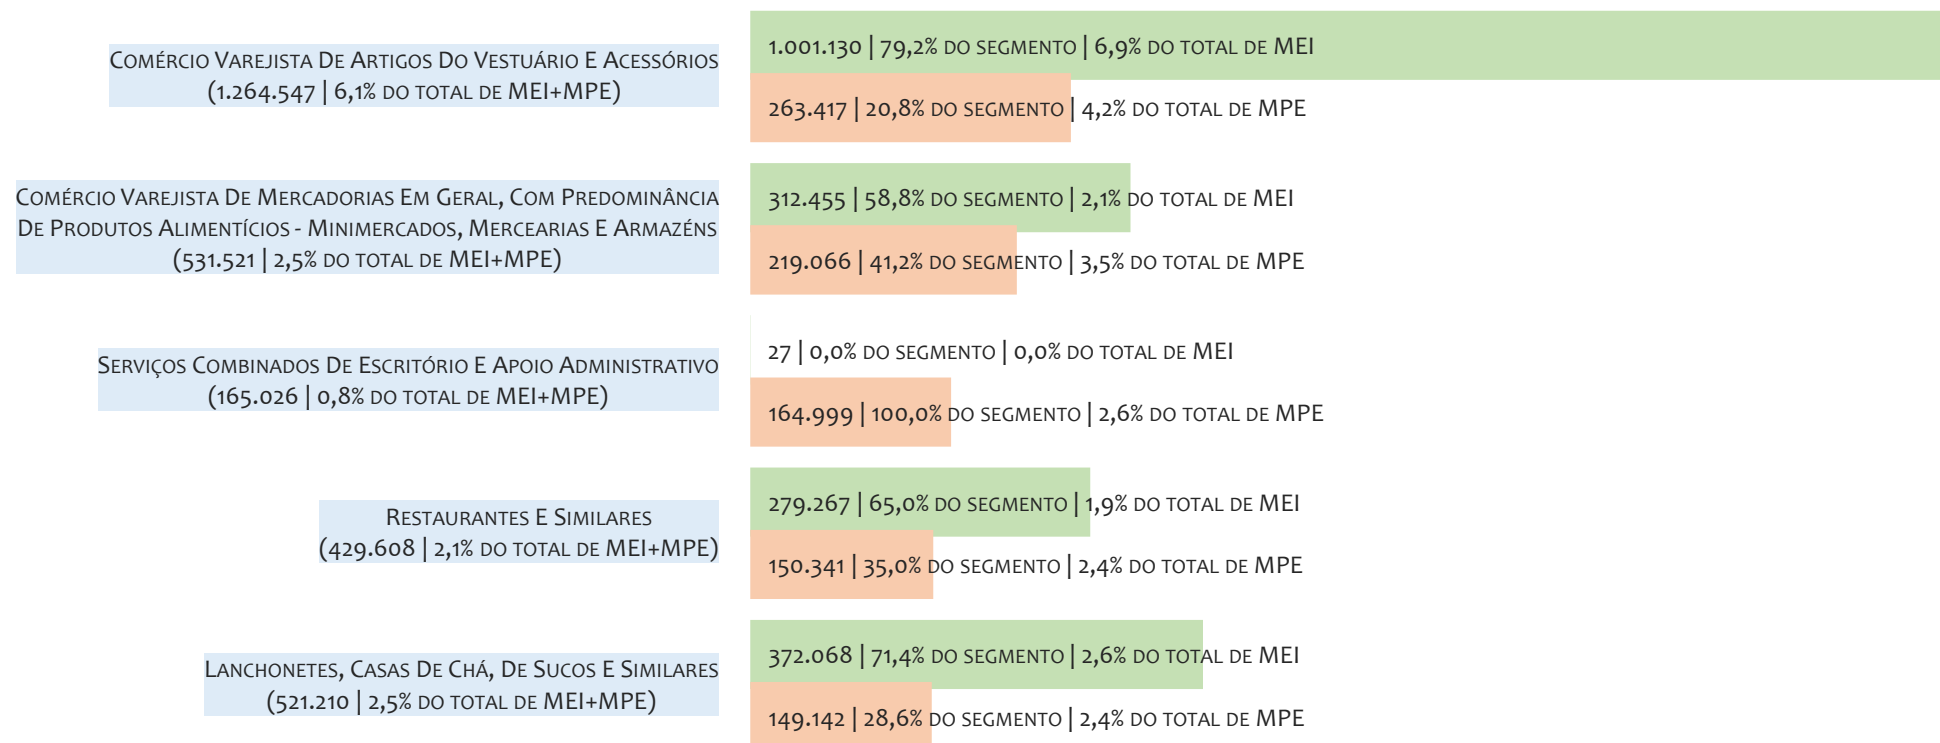 Comércio Varejista De Artigos Do Vestuário E Acessórios
(1.264.547 | 6,1% do total de MEI+MPE)
1.001.130 | 79,2% do segmento | 6,9% do total de MEI
263.417 | 20,8% do segmento | 4,2% do total de MPE
Comércio Varejista De Mercadorias Em Geral, Com Predominância
De Produtos Alimentícios - Minimercados, Mercearias E Armazéns
(531.521 | 2,5% do total de MEI+MPE)
312.455 | 58,8% do segmento | 2,1% do total de MEI
219.066 | 41,2% do segmento | 3,5% do total de MPE
Serviços Combinados De Escritório E Apoio Administrativo
(165.026 | 0,8% do total de MEI+MPE)
27 | 0,0% do segmento | 0,0% do total de MEI
164.999 | 100,0% do segmento | 2,6% do total de MPE
Restaurantes E Similares
(429.608 | 2,1% do total de MEI+MPE)
279.267 | 65,0% do segmento | 1,9% do total de MEI
150.341 | 35,0% do segmento | 2,4% do total de MPE
Lanchonetes, Casas De Chá, De Sucos E Similares
(521.210 | 2,5% do total de MEI+MPE)
372.068 | 71,4% do segmento | 2,6% do total de MEI
149.142 | 28,6% do segmento | 2,4% do total de MPE